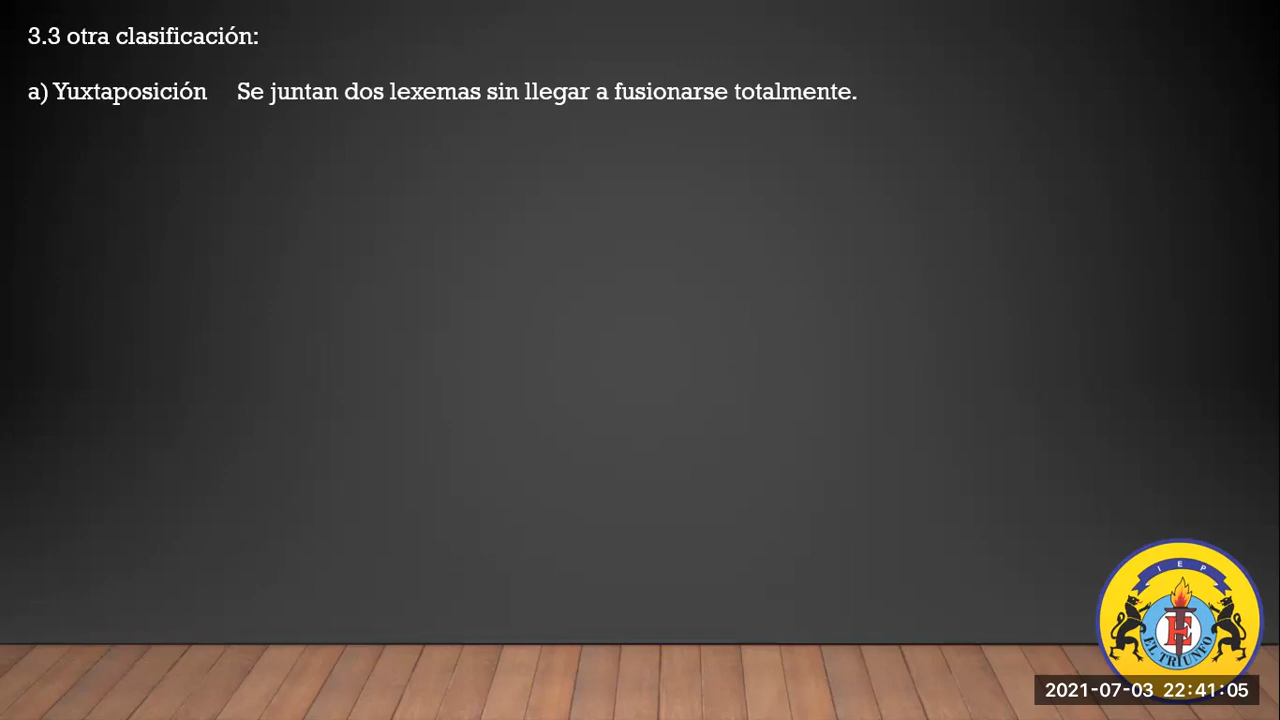 3.3 otra clasificación:
a) Yuxtaposición Se juntan dos lexemas sin llegar a fusionarse totalmente.
I E P
E
EL TRIUNFO
2021-07-03 22:41:05